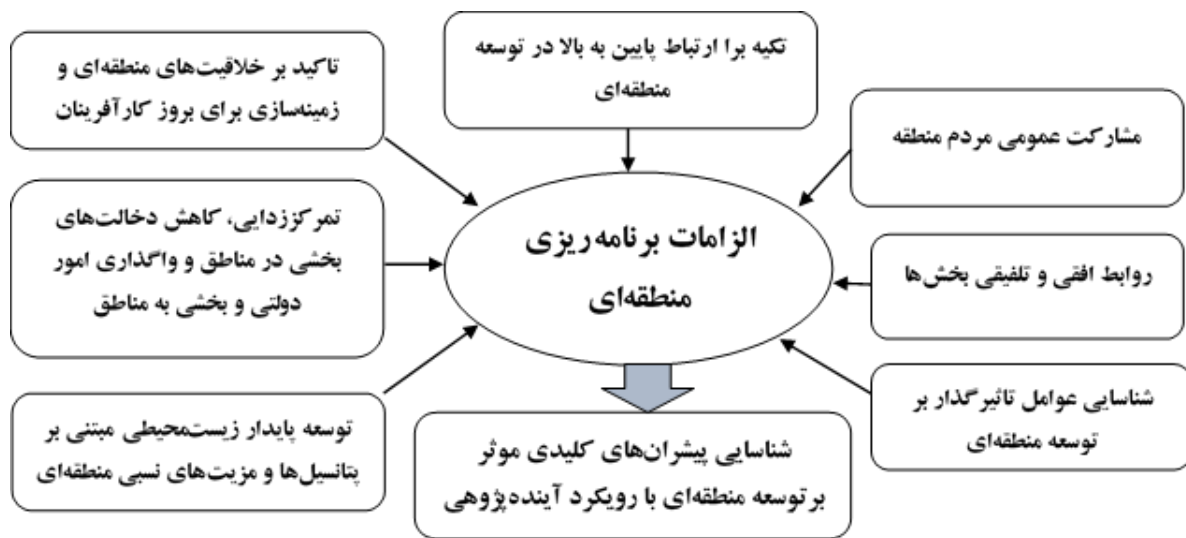 تکیه برا ارتباط پایین به بالا در توسعه
منطقه‌ای
تاکید بر خلاقیت‌های منطقه‌ای و
زمینه‌سازی برای بروز کارآفرینان
مشارکت عمومی مردم منطقه
تمرکززدایی، کاهش دخالت‌های
بخشی در مناطق و واگذاری امور
دولتی و بخشی به مناطق
الزامات برنامه‌ریزی
منطقه‌ای
روابط افقی و تلفیقی بخش‌ها
شناسایی عوامل تاثیرگذار بر
توسعه منطقه‌ای
توسعه پایدار زیست‌محیطی مبتنی بر
پتانسیل‌ها و مزیت‌های نسبی منطقه‌ای
شناسایی پیشران‌های کلیدی موثر
بر توسعه منطقه‌ای با رویکرد آینده‌پژوهی